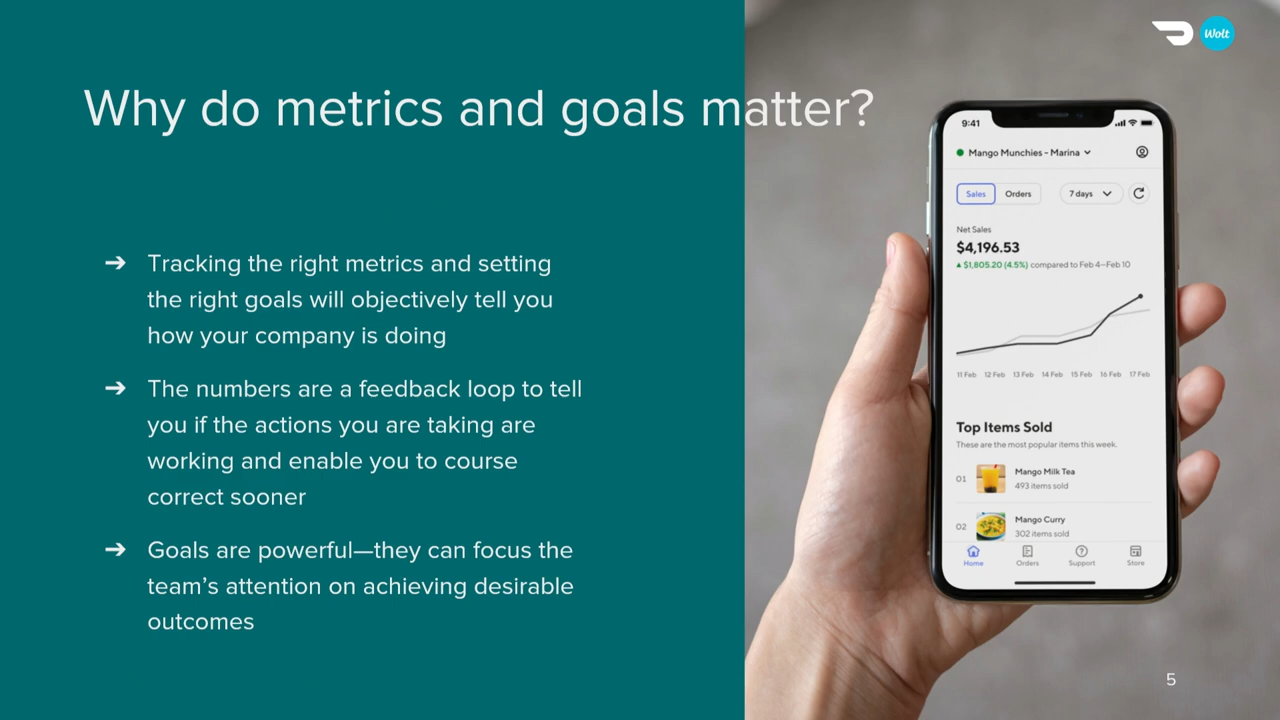 Wolt
Why do metrics and goals matter?
➔ Tracking the right metrics and setting
the right goals will objectively tell you
how your company is doing
➔ The numbers are a feedback loop to tell
you if the actions you are taking are
working and enable you to course
correct sooner
➔ Goals are powerful—they can focus the
team’s attention on achieving desirable
outcomes
9:41
Mango Munchies - Marina
Sales Orders 7 days
Net Sales
$4,196.53
▲ $1,805.20 (4.5%) compared to Feb 4–Feb 10
11 Feb 12 Feb 13 Feb 14 Feb 15 Feb 16 Feb 17 Feb
Top Items Sold
These are the most popular items this week.
01 Mango Milk Tea
493 items sold
02 Mango Curry
302 items sold
Home Orders Support Store
5